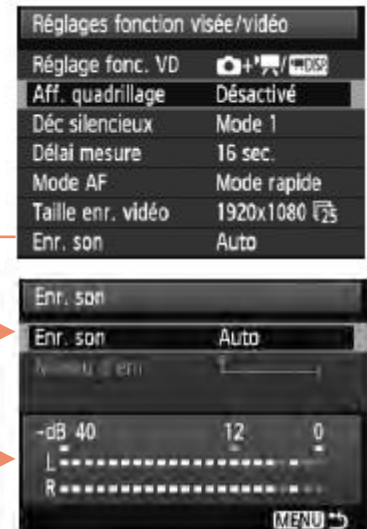 Réglages fonction visée/vidéo
Réglage fonc. VD
Aff. quadrillage Désactivé
Déc silencieux Mode 1
Délai mesure 16 sec.
Mode AF Mode rapide
Taille enr. vidéo 1920x1080 25
Enr. son Auto
Enr. son
Enr. son Auto
Niveau d'enr.
-dB 40 12 0
L
R
MENU